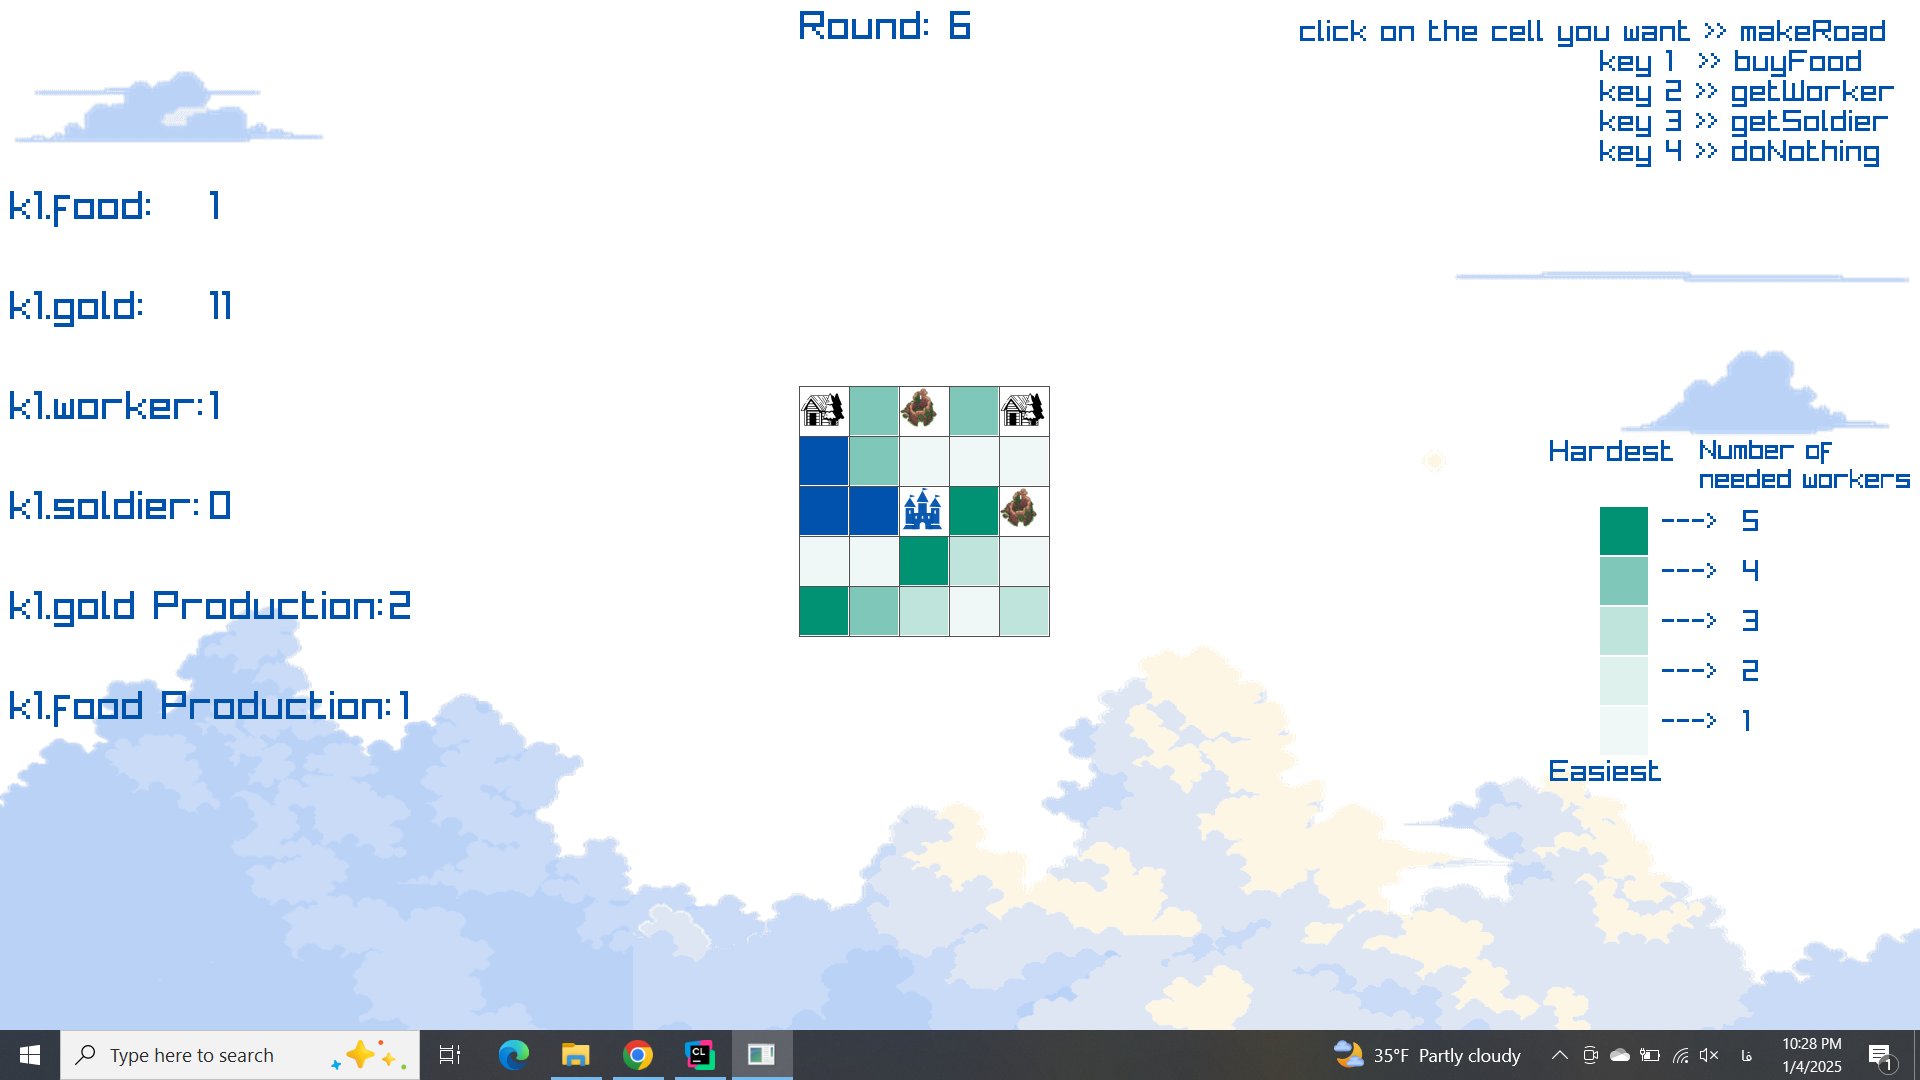 Round: 6
click on the cell you want >> makeRoad
key 1 >> buyFood
key 2 >> getWorker
key 3 >> getSoldier
key 4 >> doNothing
k1.food: 1
k1.gold: 11
k1.worker:1
k1.soldier:0
k1.gold Production:2
k1.food Production:1
Hardest
Number of
needed workers
---> 5
---> 4
---> 3
---> 2
---> 1
Easiest
Type here to search
CL
35°F Partly cloudy
فا
10:28 PM
1/4/2025
1